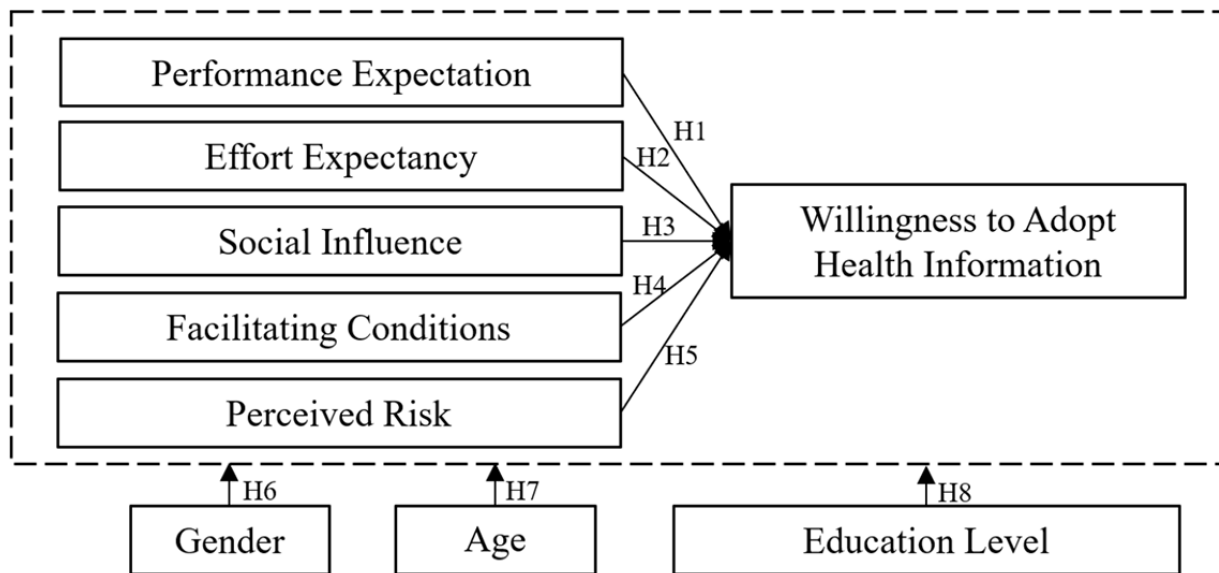 Performance Expectation
H1
Effort Expectancy
H2
Social Influence
H3
Willingness to Adopt
Health Information
Facilitating Conditions
H4
Perceived Risk
H5
H6
H7
H8
Gender
Age
Education Level